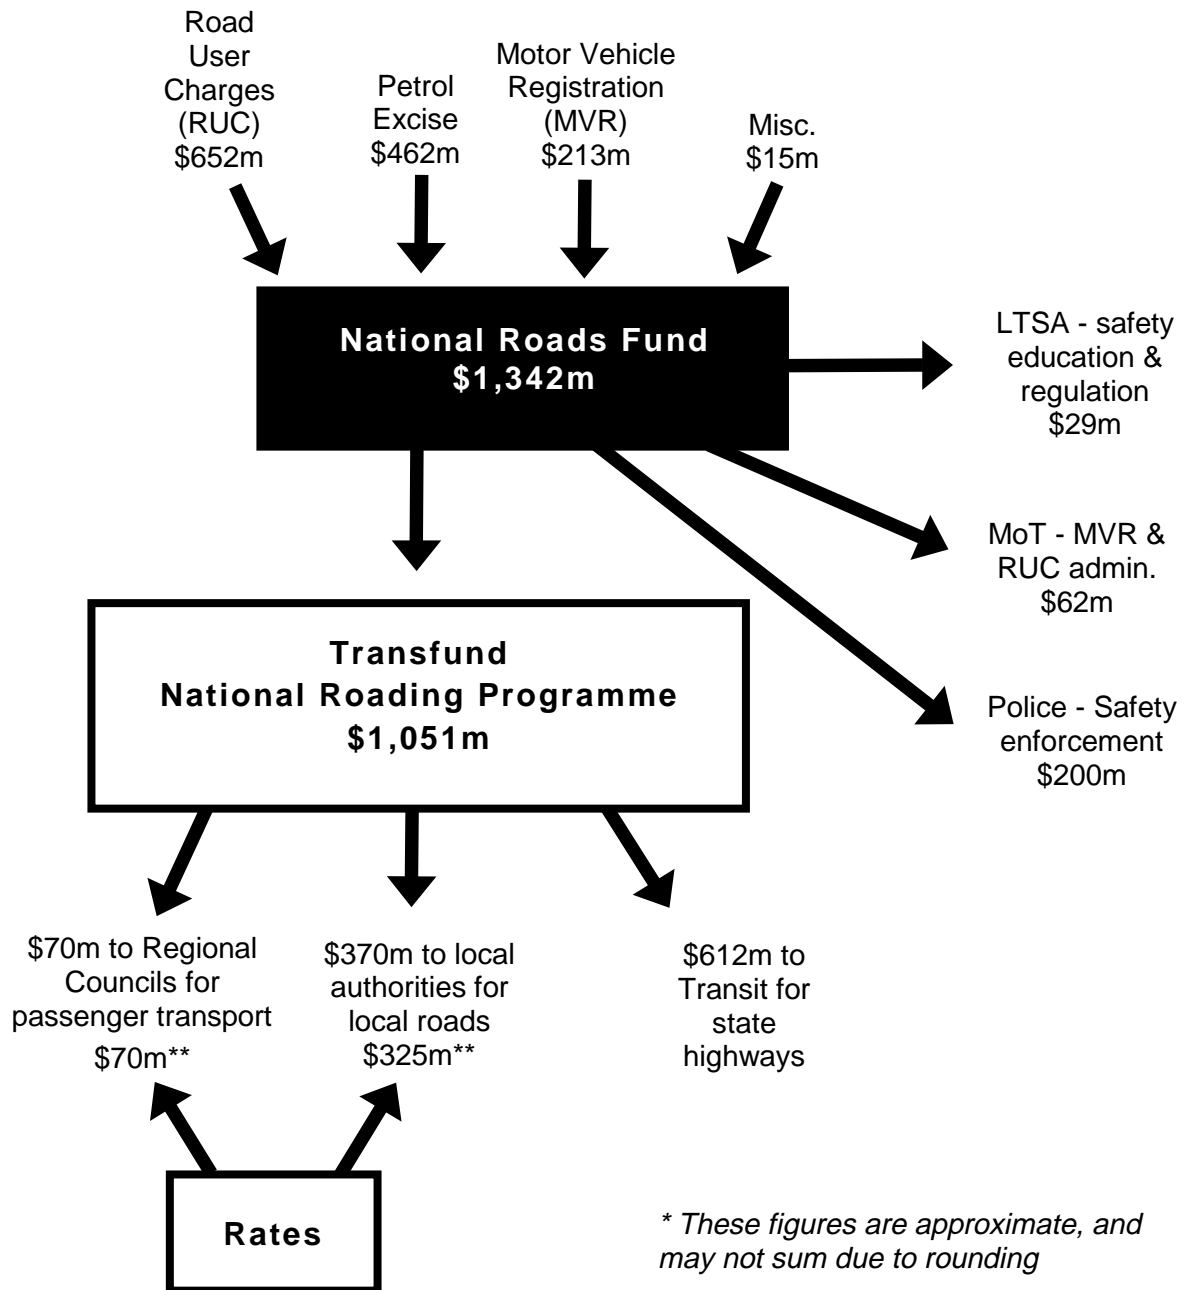 Road
User
Charges
(RUC)
$652m
Petrol
Excise
$462m
Motor Vehicle
Registration
(MVR)
$213m
Misc.
$15m
National Roads Fund
$1,342m
LTSA - safety
education &
regulation
$29m
MoT - MVR &
RUC admin.
$62m
Police - Safety
enforcement
$200m
Transfund
National Roading Programme
$1,051m
$70m to Regional
Councils for
passenger transport
$70m**
$370m to local
authorities for
local roads
$325m**
$612m to
Transit for
state
highways
Rates
* These figures are approximate, and
may not sum due to rounding